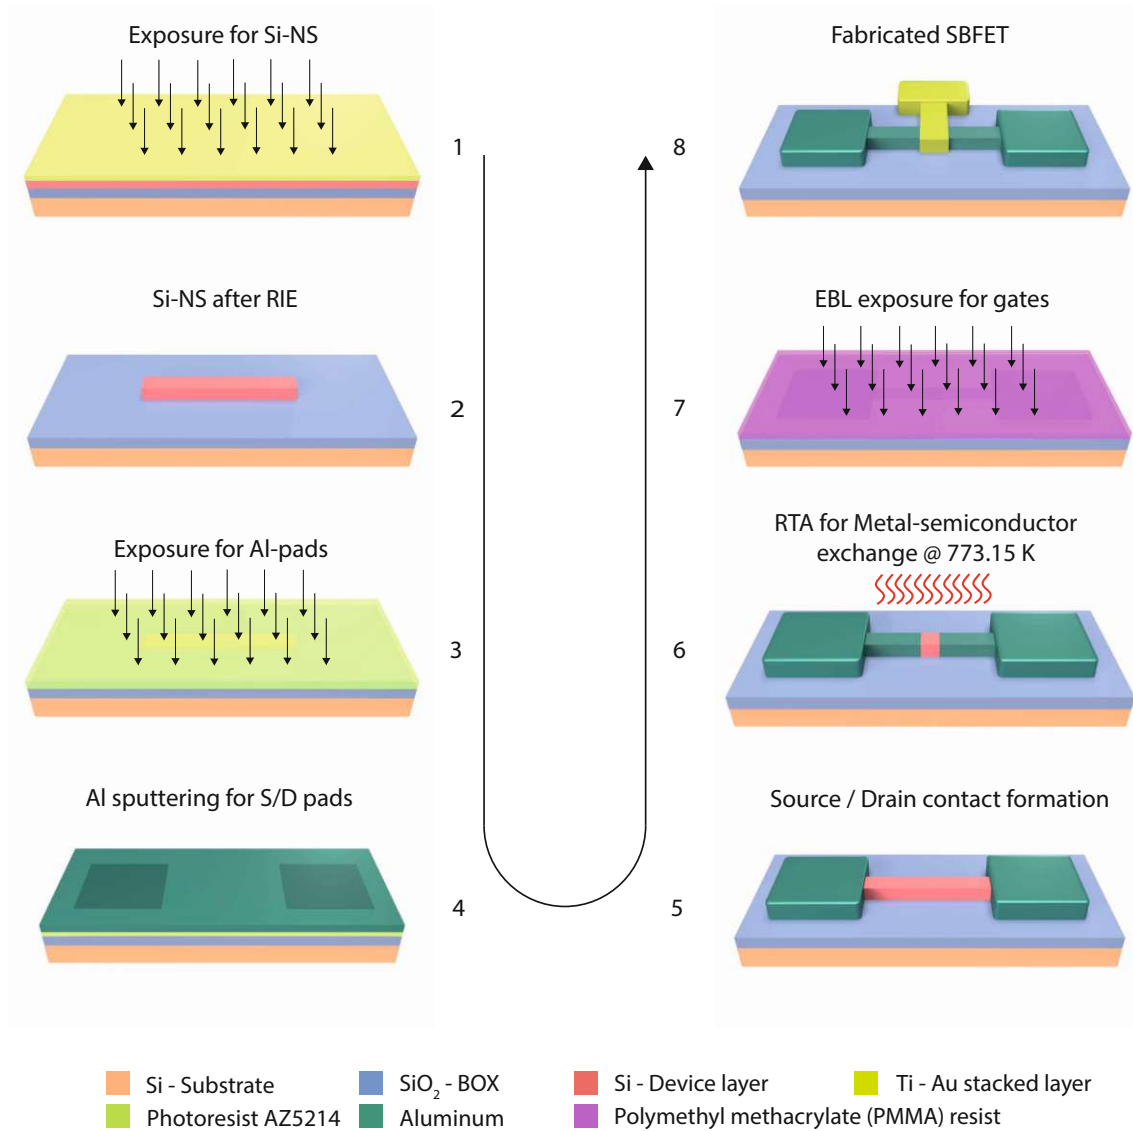 Exposure for Si-NS
1
Si-NS after RIE
2
Exposure for Al-pads
3
Al sputtering for S/D pads
4
Fabricated SBFET
8
EBL exposure for gates
7
RTA for Metal-semiconductor
exchange @ 773.15 K
6
Source / Drain contact formation
5
Si - Substrate
SiO₂ - BOX
Si - Device layer
Ti - Au stacked layer
Photoresist AZ5214
Aluminum
Polymethyl methacrylate (PMMA) resist